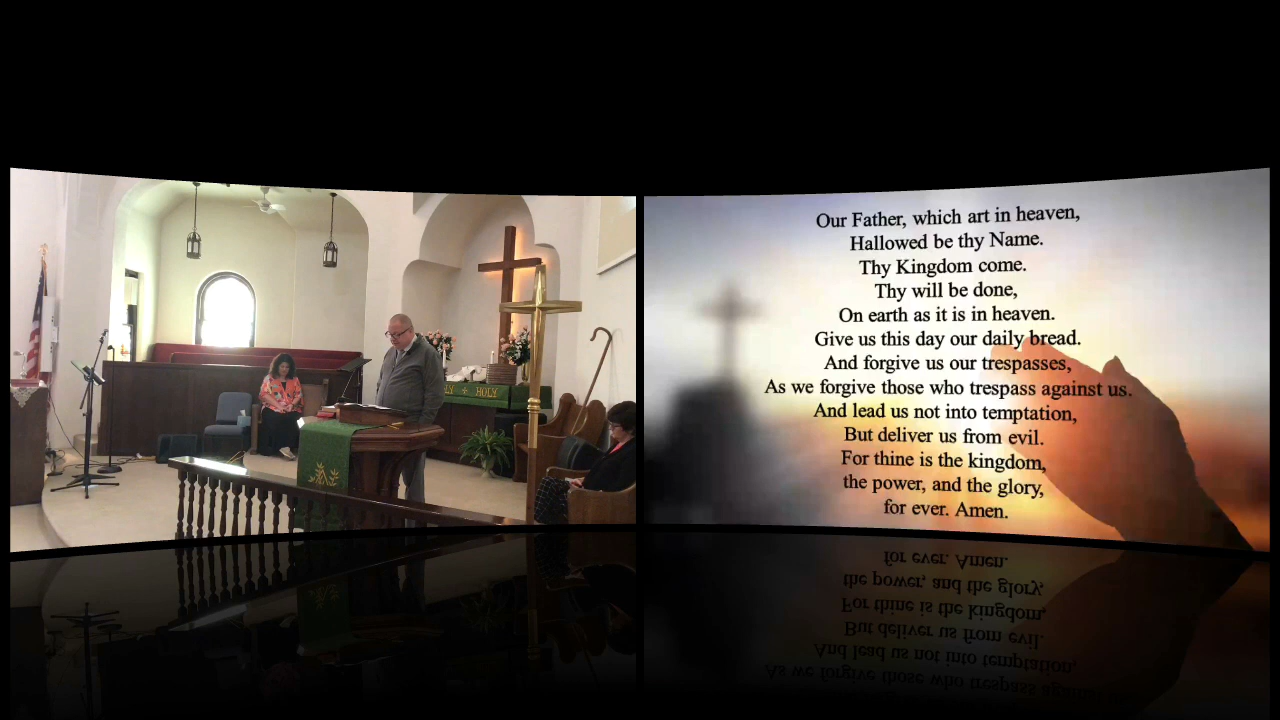 LY HOLY
Our Father, which art in heaven,
Hallowed be thy Name.
Thy Kingdom come.
Thy will be done,
On earth as it is in heaven.
Give us this day our daily bread.
And forgive us our trespasses,
As we forgive those who trespass against us.
And lead us not into temptation,
But deliver us from evil.
For thine is the kingdom,
the power, and the glory,
for ever. Amen.